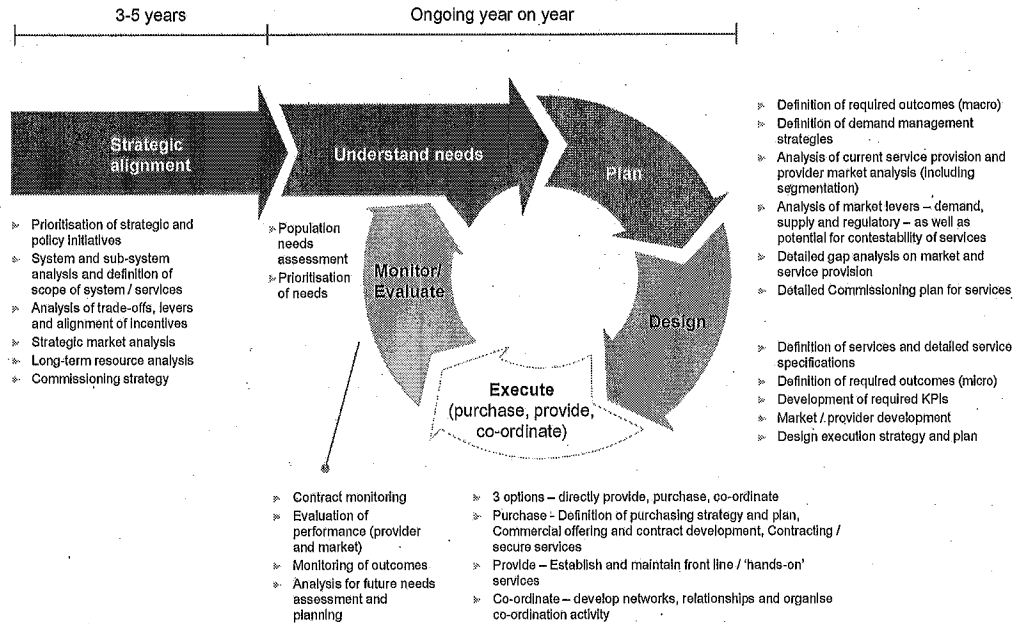 3-5 years
Ongoing year on year
Strategic
alignment
Understand needs
Plan
Design
Execute
(purchase, provide,
co-ordinate)
Monitor/
Evaluate
Prioritisation of strategic and
policy initiatives
System and sub-system
analysis and definition of
scope of system / services
Analysis of trade-offs, levers
and alignment of incentives
Strategic market analysis
Long-term resource analysis
Commissioning strategy
Population
needs
assessment
Prioritisation
of needs
Definition of required outcomes (macro)
Definition of demand management
strategies
Analysis of current service provision and
provider market analysis (including
segmentation)
Analysis of market levers – demand,
supply and regulatory – as well as
potential for contestability of services
Detailed gap analysis on market and
service provision
Detailed Commissioning plan for services
Definition of services and detailed service
specifications
Definition of required outcomes (micro)
Development of required KPIs
Market / provider development
Design execution strategy and plan
Contract monitoring
Evaluation of
performance (provider
and market)
Monitoring of outcomes
Analysis for future needs
assessment and
planning
3 options – directly provide, purchase, co-ordinate
Purchase - Definition of purchasing strategy and plan,
Commercial offering and contract development, Contracting /
secure services
Provide – Establish and maintain front line / 'hands-on'
services
Co-ordinate – develop networks, relationships and organise
co-ordination activity